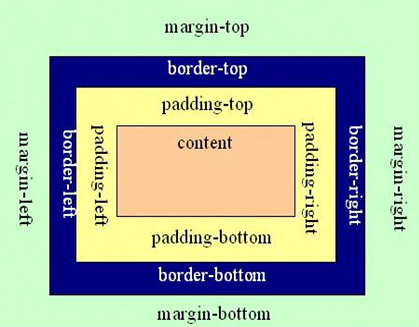 margin-top
border-top
padding-top
content
margin-left
border-left
padding-left
padding-right
border-right
margin-right
padding-bottom
border-bottom
margin-bottom